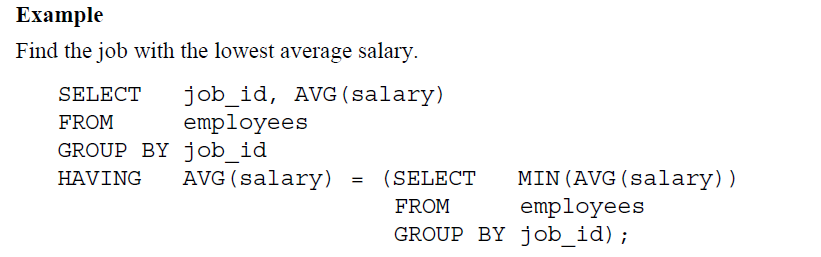 Example
Find the job with the lowest average salary.
SELECT job_id, AVG(salary)
FROM employees
GROUP BY job_id
HAVING AVG(salary) = (SELECT MIN(AVG(salary))
FROM employees
GROUP BY job_id);